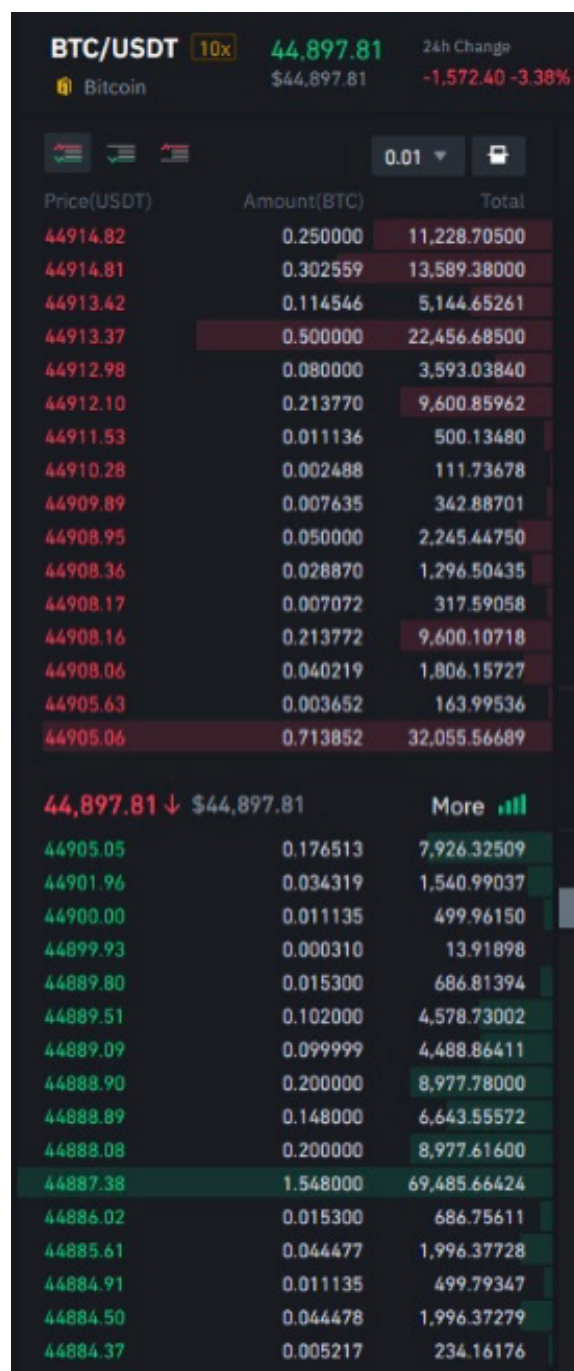 BTC/USDT 10x 44,897.81 24h Change
Bitcoin $44,897.81 -1,572.40 -3.38%
0.01
Price(USDT) Amount(BTC) Total
44914.82 0.250000 11,228.70500
44914.81 0.302559 13,589.38000
44913.42 0.114546 5,144.65261
44913.37 0.500000 22,456.68500
44912.98 0.080000 3,593.03840
44912.10 0.213770 9,600.85962
44911.53 0.011136 500.13480
44910.28 0.002488 111.73678
44909.89 0.007635 342.88701
44908.95 0.050000 2,245.44750
44908.36 0.028870 1,296.50435
44908.17 0.007072 317.59058
44908.16 0.213772 9,600.10718
44908.06 0.040219 1,806.15727
44905.63 0.003652 163.99536
44905.06 0.713852 32,055.56689
44,897.81↓ $44,897.81 More
44905.05 0.176513 7,926.32509
44901.96 0.034319 1,540.99037
44900.00 0.011135 499.96150
44899.93 0.000310 13.91898
44889.80 0.015300 686.81394
44889.51 0.102000 4,578.73002
44889.09 0.099999 4,488.86411
44888.90 0.200000 8,977.78000
44888.89 0.148000 6,643.55572
44888.08 0.200000 8,977.61600
44887.38 1.548000 69,485.66424
44886.02 0.015300 686.75611
44885.61 0.044477 1,996.37728
44884.91 0.011135 499.79347
44884.50 0.044478 1,996.37279
44884.37 0.005217 234.16176